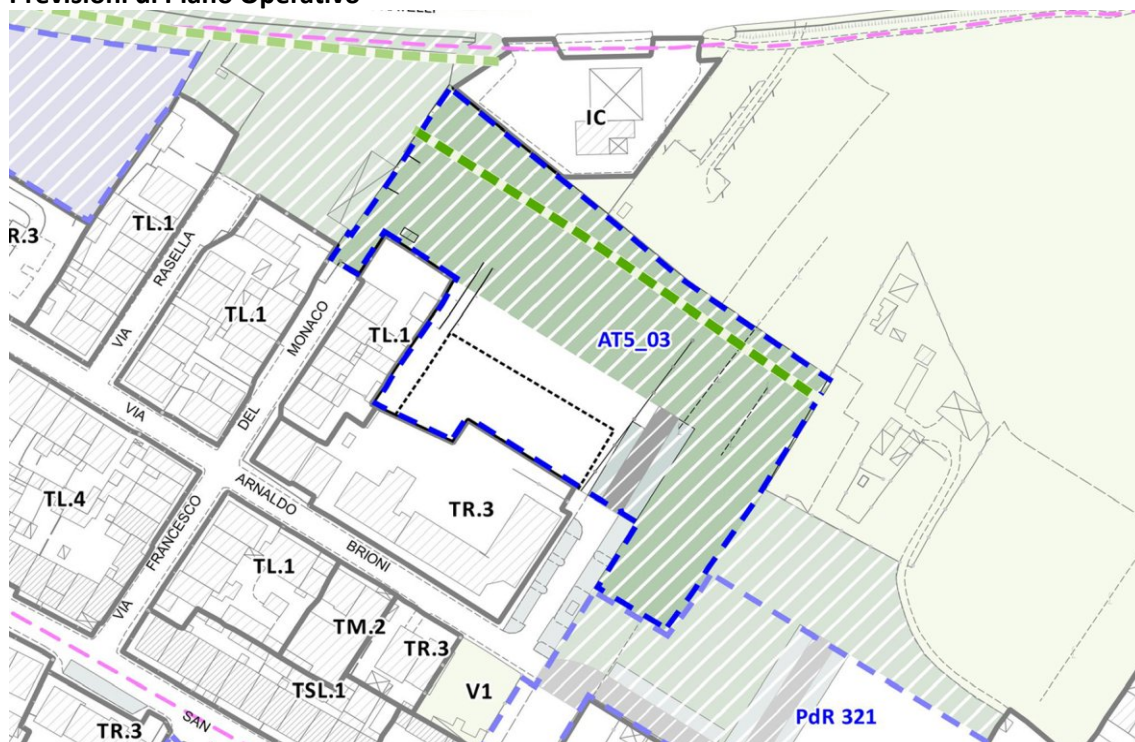 Previsioni di Piano Operativo
IC
TL.1
R.3
VIA RASELLA
TL.1
TL.1
AT5_03
VIA FRANCESCO DEL MONACO
VIA ARNALDO BRIONI
TL.4
TR.3
TL.1
TM.2
TR.3
TSL.1
V1
SAN
TR.3
PdR 321